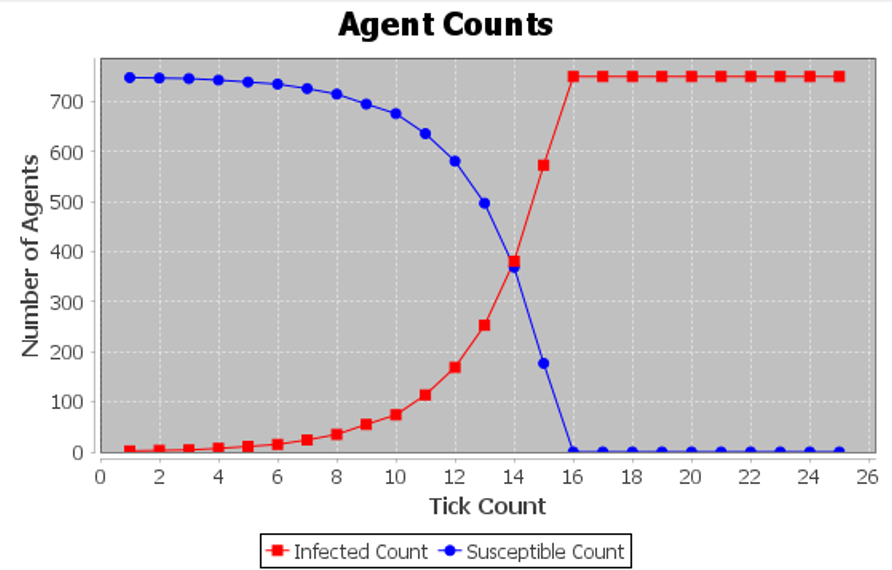 Agent Counts
Number of Agents
700
600
500
400
300
200
100
0
0 2 4 6 8 10 12 14 16 18 20 22 24 26
Tick Count
Infected Count Susceptible Count